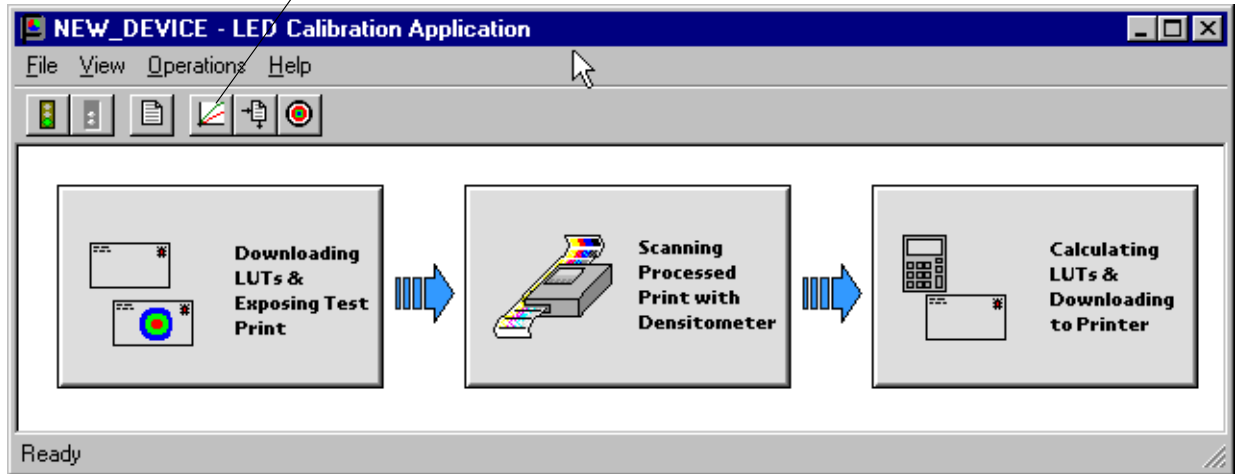 NEW_DEVICE - LED Calibration Application
File View Operations Help
Downloading
LUTs &
Exposing Test
Print
Scanning
Processed
Print with
Densitometer
Calculating
LUTs &
Downloading
to Printer
Ready